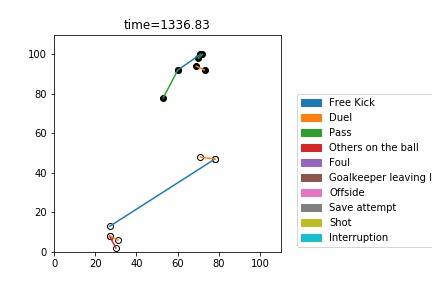 time=1336.83
100
80
60
40
20
0
0 20 40 60 80 100
Free Kick
Duel
Pass
Others on the ball
Foul
Goalkeeper leaving l
Offside
Save attempt
Shot
Interruption